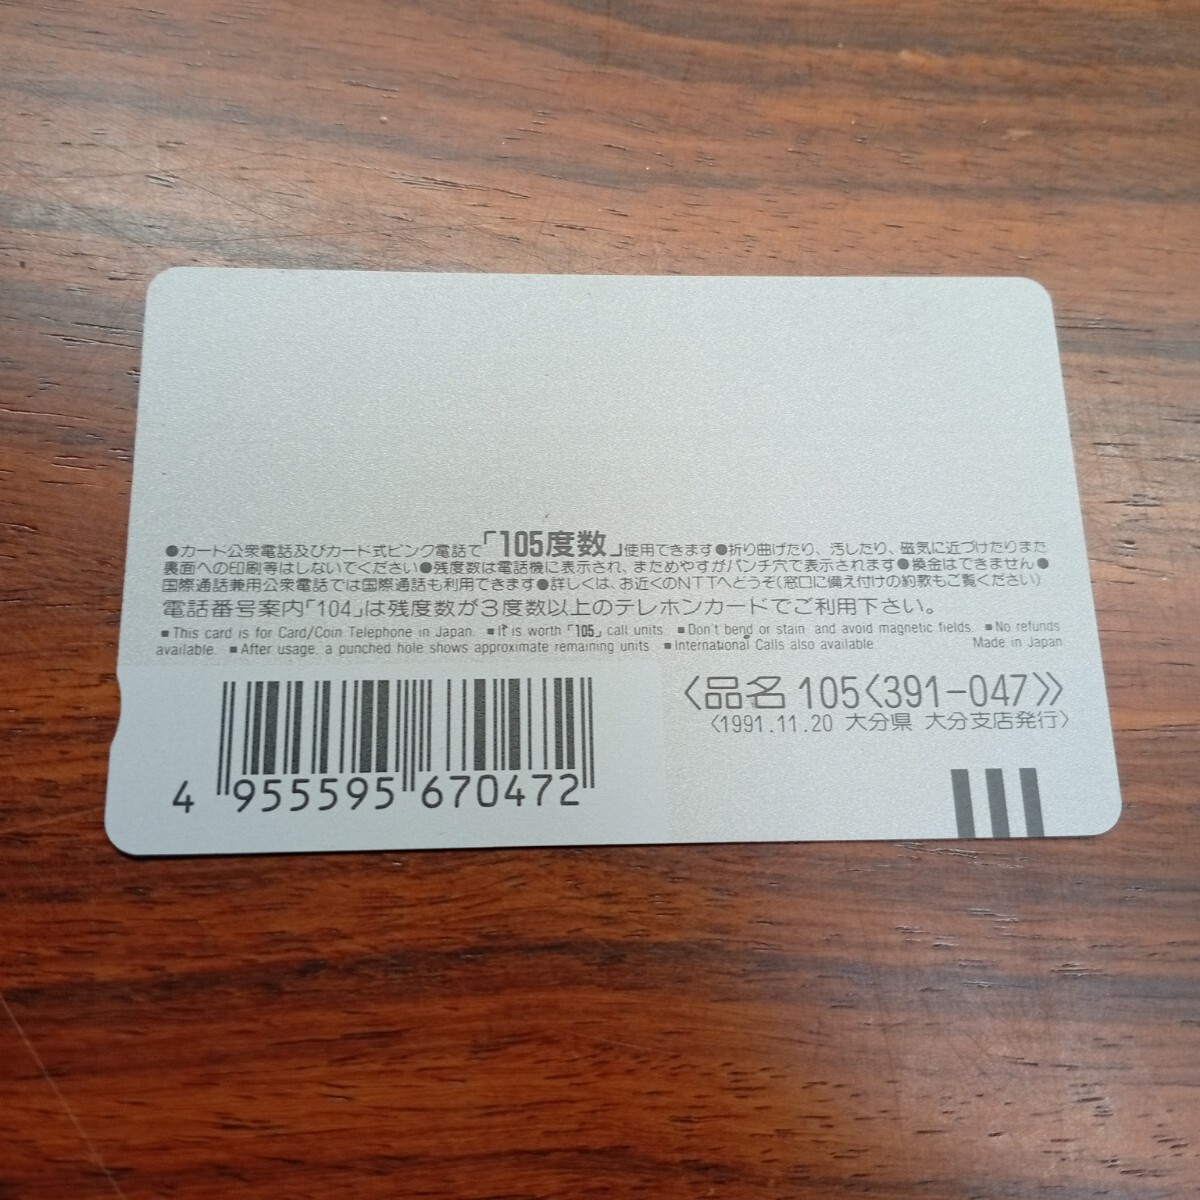 ●カード公衆電話及びカード式ピンク電話で「105度数」使用できます●折り曲げたり、汚したり、磁気に近づけたりまた
裏面への印刷等はしないでください●残度数は電話機に表示され、まためやすがパンチ穴で表示されます●換金はできません●
国際通話兼用公衆電話では国際通話も利用できます●詳しくは、お近くのNTTへどうぞ(窓口に備え付けの約款もご覧ください)
電話番号案内「104」は残度数が3度数以上のテレホンカードでご利用下さい。
■This card is for Card/Coin Telephone in Japan. ■It is worth「105」call units. ■Don't bend or stain and avoid magnetic fields. ■No refunds
available. ■After usage, a punched hole shows approximate remaining units. ■International Calls also available. Made in Japan
〈品名 105〈391-047〉〉
〈1991.11.20 大分県 大分支店発行〉
4 955595 670472